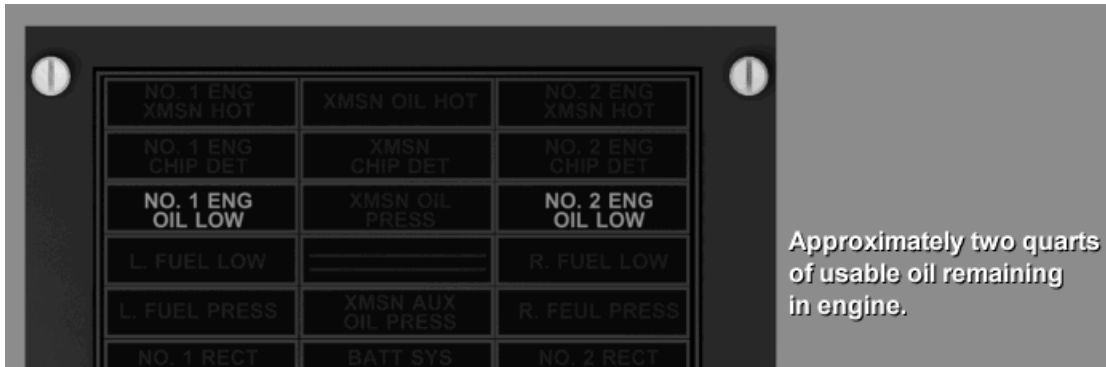 NO. 1 ENG
XMSN HOT
XMSN OIL HOT
NO. 2 ENG
XMSN HOT
NO. 1 ENG
CHIP DET
XMSN
CHIP DET
NO. 2 ENG
CHIP DET
NO. 1 ENG
OIL LOW
XMSN OIL
PRESS
NO. 2 ENG
OIL LOW
L. FUEL LOW
R. FUEL LOW
L. FUEL PRESS
XMSN AUX
OIL PRESS
R. FEUL PRESS
NO. 1 RECT
BATT SYS
NO. 2 RECT
Approximately two quarts
of usable oil remaining
in engine.